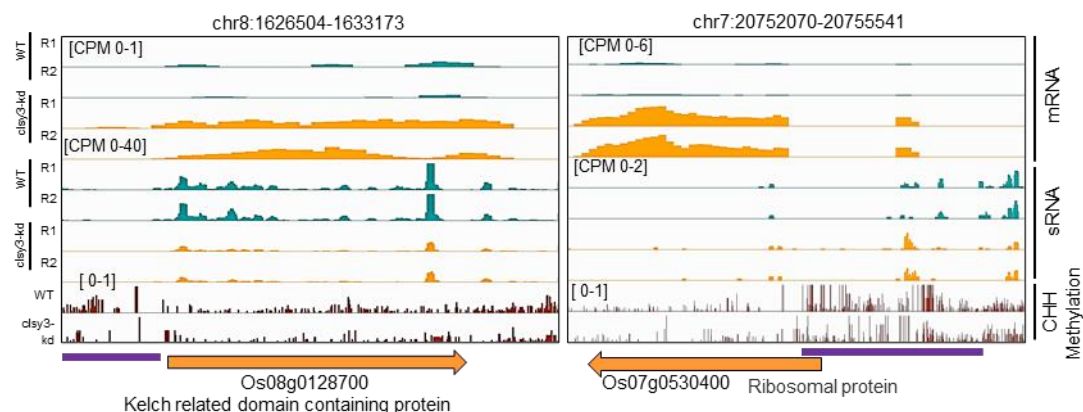 chr8:1626504-1633173
chr7:20752070-20755541
[CPM 0-1]
[CPM 0-6]
WT
R1
R2
clsy3-kd
R1
R2
mRNA
[CPM 0-40]
[CPM 0-2]
WT
R1
R2
clsy3-kd
R1
R2
sRNA
[ 0-1]
[ 0-1]
WT
clsy3-
kd
CHH
Methylation
Os08g0128700
Kelch related domain containing protein
Os07g0530400
Ribosomal protein